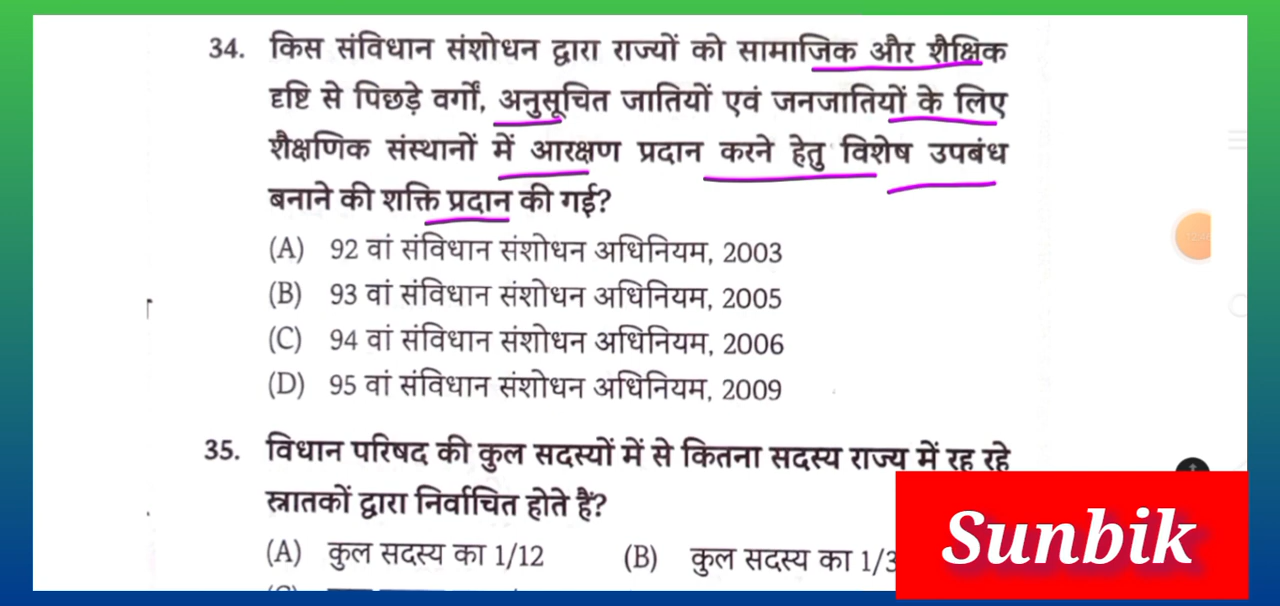 34. किस संविधान संशोधन द्वारा राज्यों को सामाजिक और शैक्षिक
दृष्टि से पिछड़े वर्गों, अनुसूचित जातियों एवं जनजातियों के लिए
शैक्षणिक संस्थानों में आरक्षण प्रदान करने हेतु विशेष उपबंध
बनाने की शक्ति प्रदान की गई?
(A) 92 वां संविधान संशोधन अधिनियम, 2003
(B) 93 वां संविधान संशोधन अधिनियम, 2005
(C) 94 वां संविधान संशोधन अधिनियम, 2006
(D) 95 वां संविधान संशोधन अधिनियम, 2009
35. विधान परिषद की कुल सदस्यों में से कितना सदस्य राज्य में रह रहे
स्नातकों द्वारा निर्वाचित होते हैं?
(A) कुल सदस्य का 1/12 (B) कुल सदस्य का 1/3
Sunbik